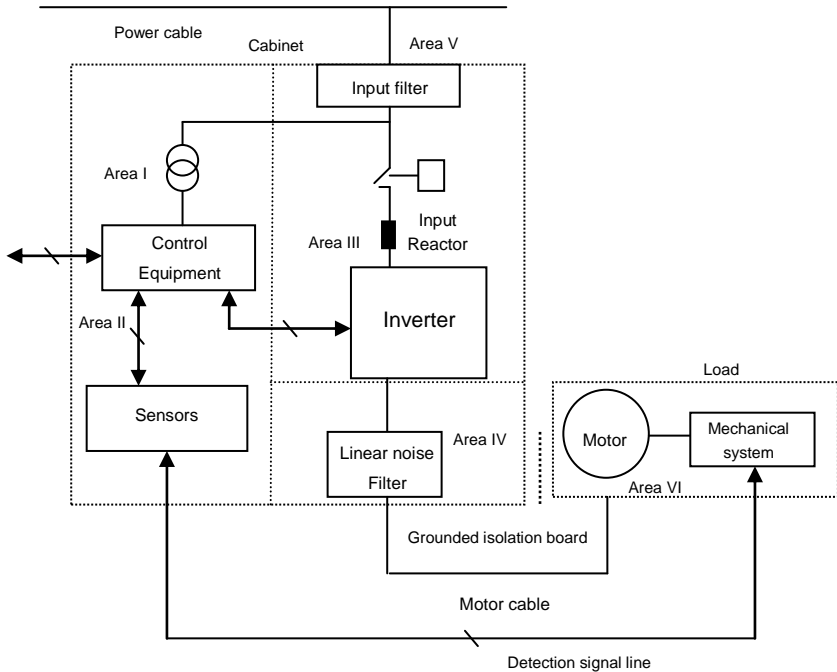 Power cable
Area V
Cabinet
Input filter
Area I
Input
Reactor
Area III
Control
Equipment
Inverter
Area II
Load
Sensors
Area IV
Motor
Mechanical
system
Linear noise
Filter
Area VI
Grounded isolation board
Motor cable
Detection signal line